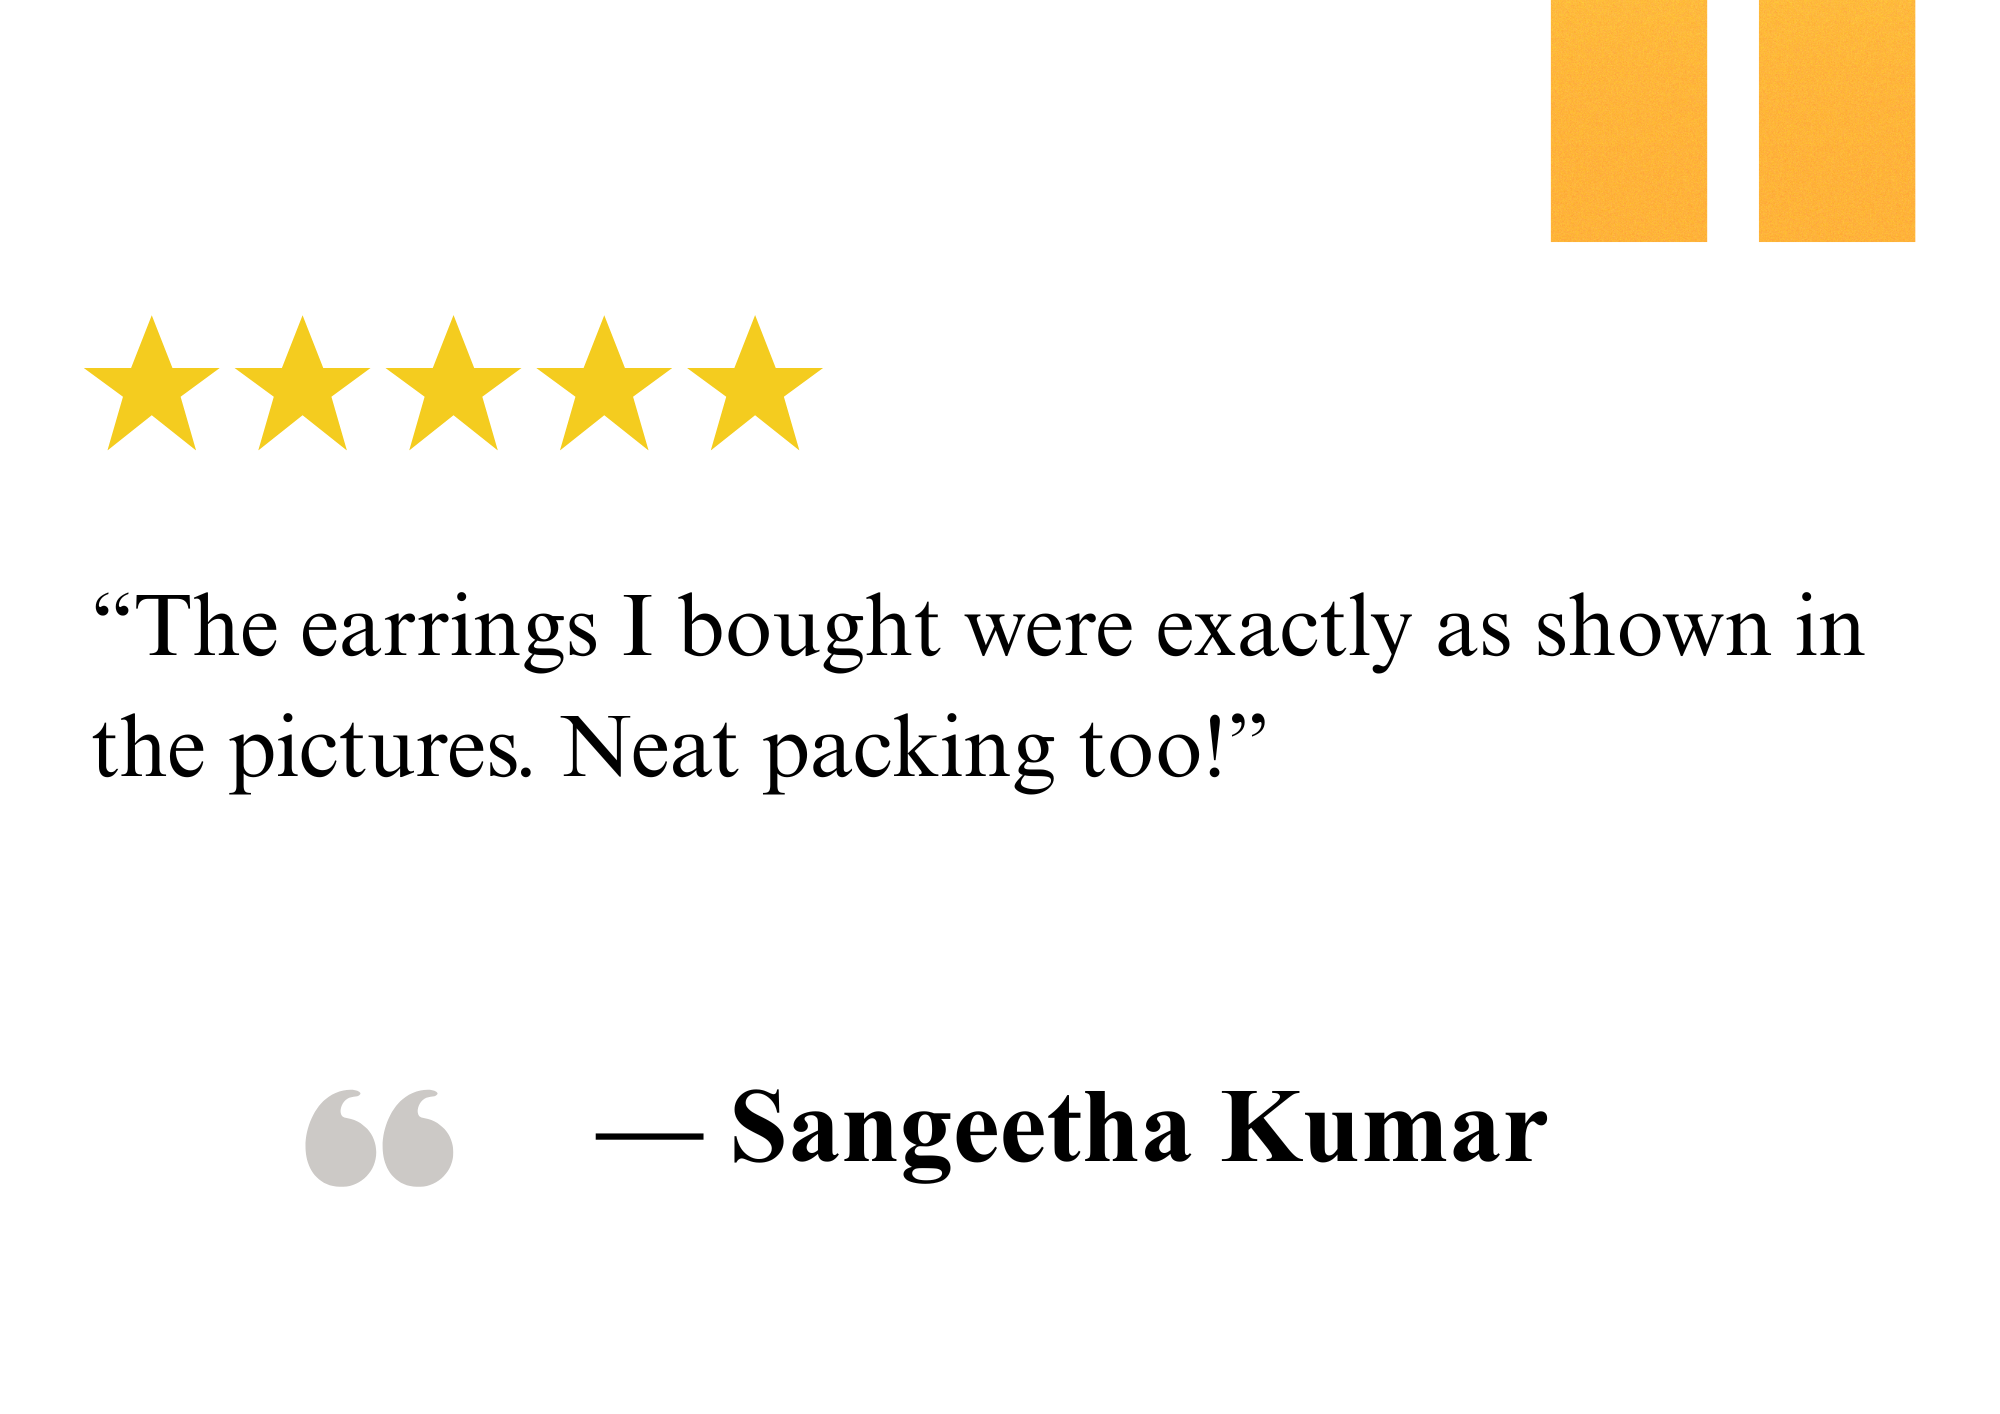 “The earrings I bought were exactly as shown in
the pictures. Neat packing too!”
“ — Sangeetha Kumar